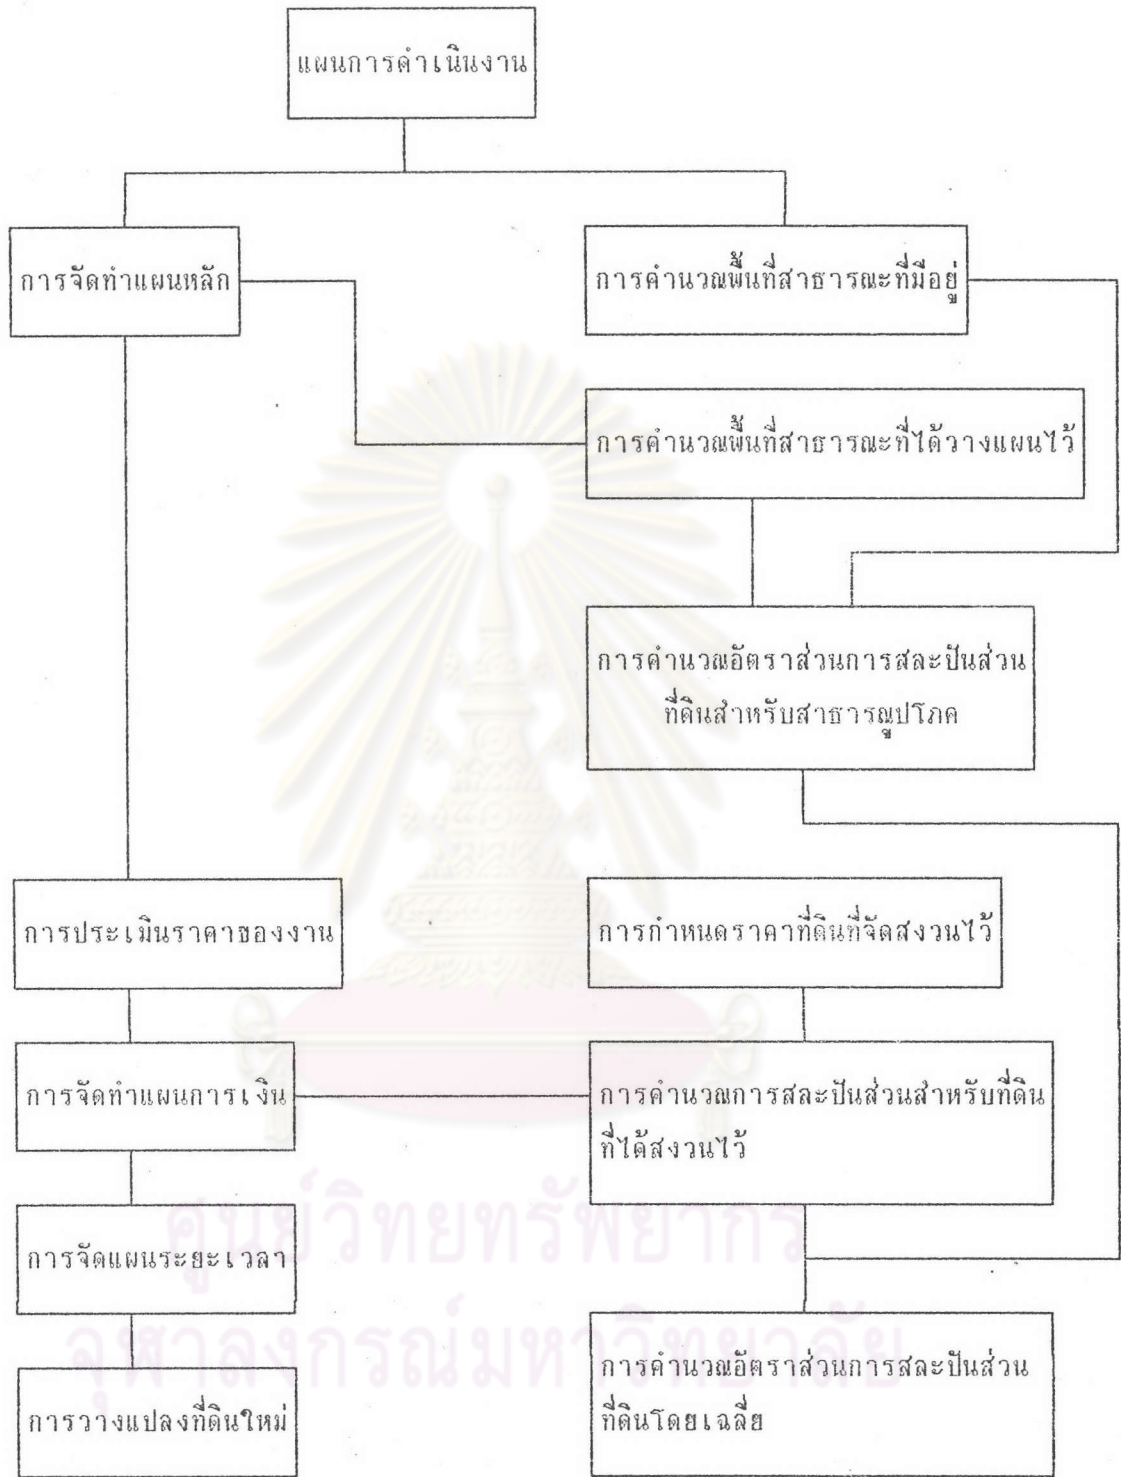 แผนการดำเนินงาน
การจัดทำแผนหลัก
การคำนวณพื้นที่สาธารณะที่มีอยู่
การคำนวณพื้นที่สาธารณะที่ได้วางแผนไว้
การคำนวณอัตราส่วนการสละปันส่วน
ที่ดินสำหรับสาธารณูปโภค
การประเมินราคาของงาน
การกำหนดราคาที่ดินที่จัดสงวนไว้
การจัดทำแผนการเงิน
การคำนวณการสละปันส่วนสำหรับที่ดิน
ที่ได้สงวนไว้
การจัดแผนระยะเวลา
การคำนวณอัตราส่วนการสละปันส่วน
ที่ดินโดยเฉลี่ย
การวางแปลงที่ดินใหม่
ศูนย์วิทยทรัพยากร
จุฬาลงกรณ์มหาวิทยาลัย